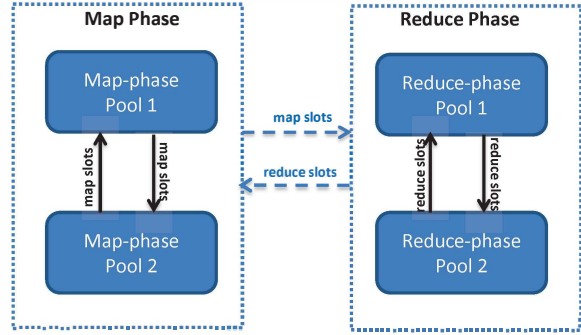 Map Phase
Reduce Phase
Map-phase
Pool 1
Reduce-phase
Pool 1
map slots
map slots
map slots
reduce slots
reduce slots
reduce slots
Map-phase
Pool 2
Reduce-phase
Pool 2